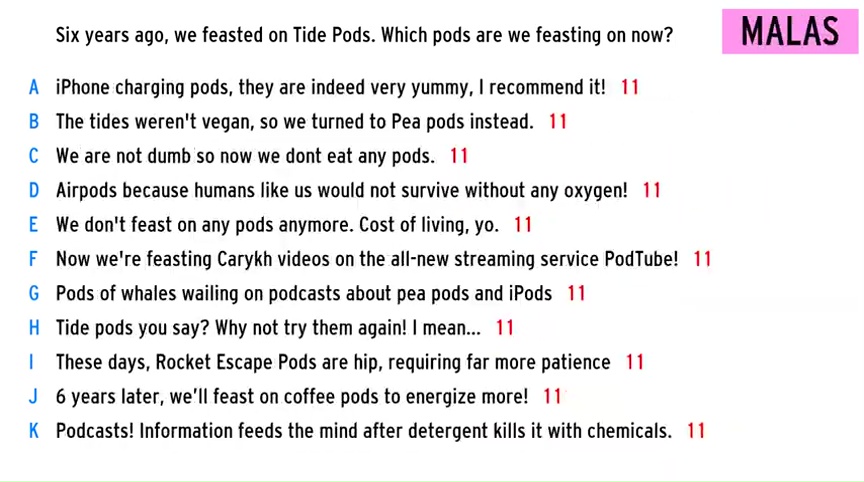 Six years ago, we feasted on Tide Pods. Which pods are we feasting on now?
MALAS
A iPhone charging pods, they are indeed very yummy, I recommend it! 11
B The tides weren't vegan, so we turned to Pea pods instead. 11
C We are not dumb so now we dont eat any pods. 11
D Airpods because humans like us would not survive without any oxygen! 11
E We don't feast on any pods anymore. Cost of living, yo. 11
F Now we're feasting Carykh videos on the all-new streaming service PodTube! 11
G Pods of whales wailing on podcasts about pea pods and iPods 11
H Tide pods you say? Why not try them again! I mean... 11
I These days, Rocket Escape Pods are hip, requiring far more patience 11
J 6 years later, we'll feast on coffee pods to energize more! 11
K Podcasts! Information feeds the mind after detergent kills it with chemicals. 11